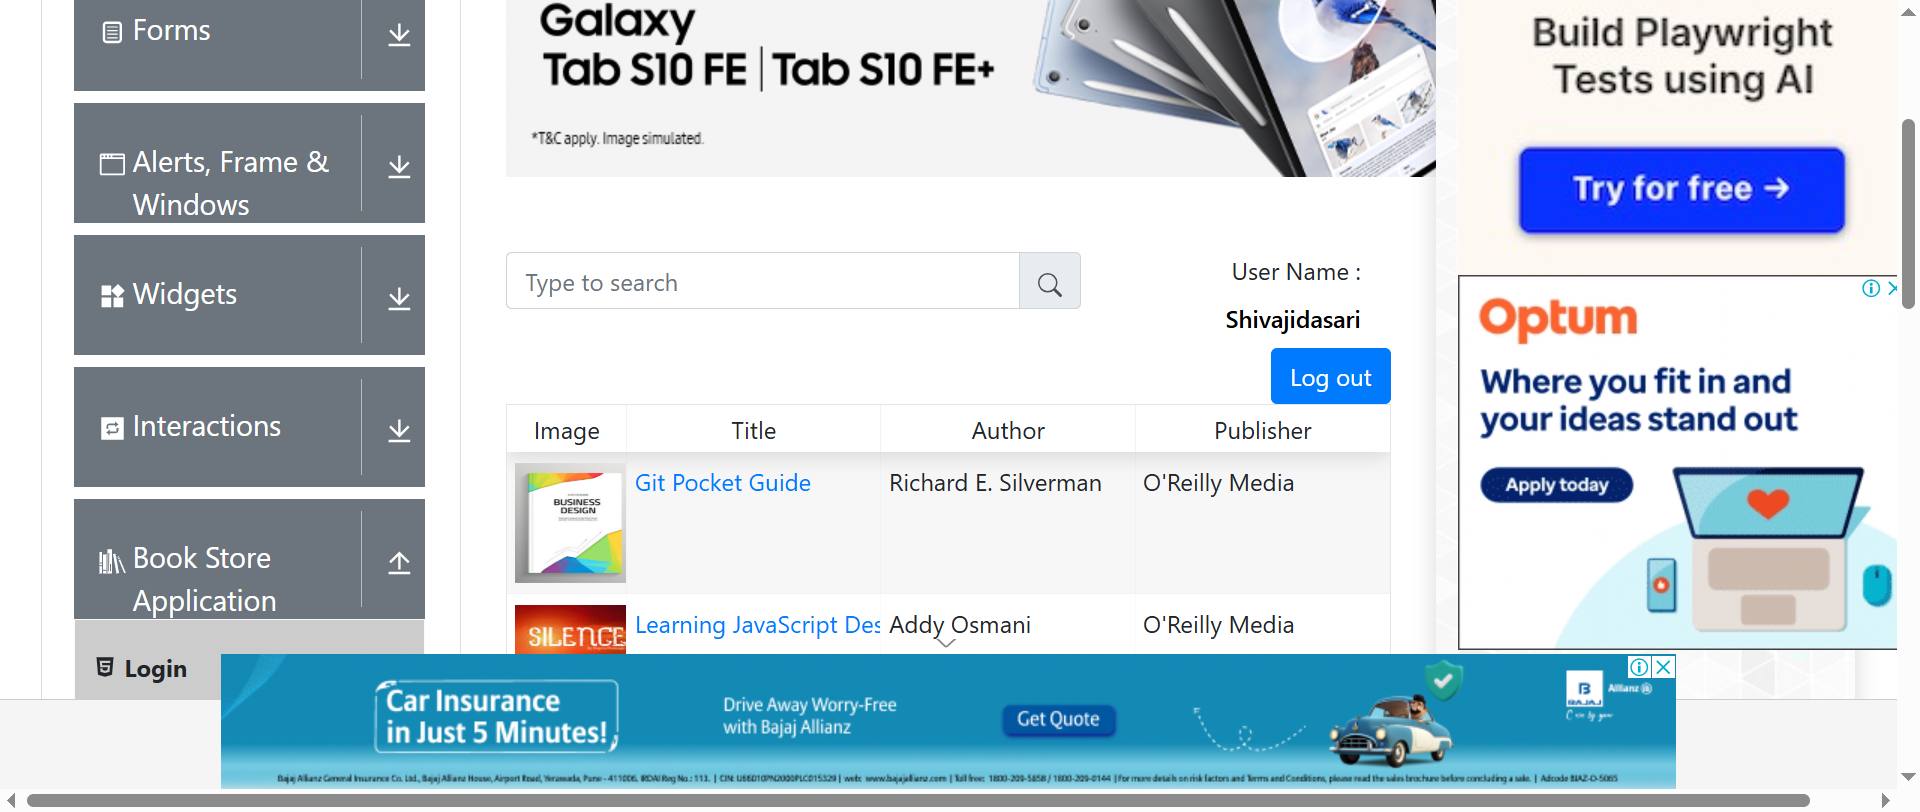 Forms
Alerts, Frame &
Windows
Widgets
Interactions
Book Store
Application
Login
Galaxy
Tab S10 FE | Tab S10 FE+
*T&C apply. Image simulated.
Type to search
User Name :
Shivajidasari
Log out
Image Title Author Publisher
BUSINESS
DESIGN
Git Pocket Guide Richard E. Silverman O'Reilly Media
SILENCE
Learning JavaScript Des Addy Osmani O'Reilly Media
Build Playwright
Tests using AI
Try for free →
Optum
Where you fit in and
your ideas stand out
Apply today
Car Insurance
in Just 5 Minutes!
Drive Away Worry-Free
with Bajaj Allianz
Get Quote
B
BAJAJ
Allianz
Bajaj Allianz General Insurance Co. Ltd., Bajaj Allianz House, Airport Road, Yerawada, Pune - 411006. IRDAI Reg No.: 113. | CIN: U66010PN2000PLC015329 | web: www.bajajallianz.com | Toll free: 1800-209-5858 / 1800-209-0144 | For more details on risk factors and Terms and Conditions, please read the sales brochure before concluding a sale. | Adcode BIAZ-O-5065